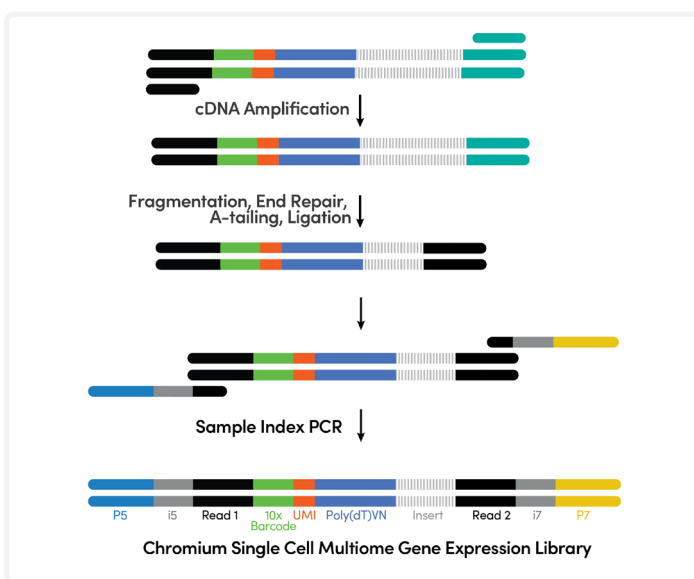 cDNA Amplification
Fragmentation, End Repair,
A-tailing, Ligation
Sample Index PCR
P5 i5 Read 1 10x Barcode UMI Poly(dT)VN Insert Read 2 i7 P7
Chromium Single Cell Multiome Gene Expression Library